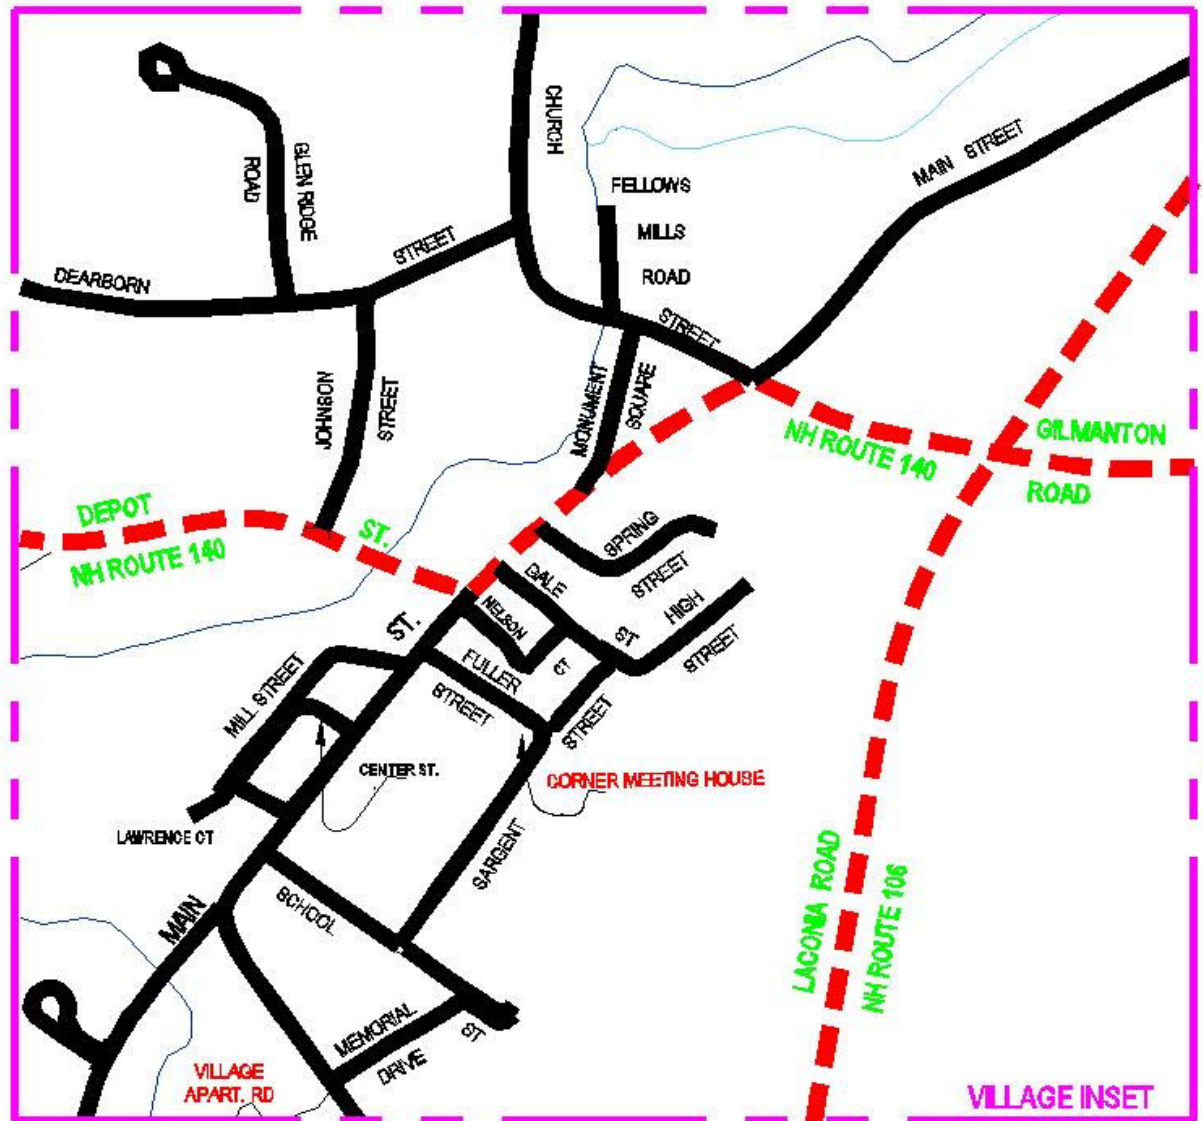 CHURCH
MAIN STREET
GLEN RIDGE
ROAD
FELLOWS
MILLS
ROAD
STREET
DEARBORN
STREET
JOHNSON
STREET
MONUMENT
SQUARE
NH ROUTE 140
GILMANTON
ROAD
DEPOT
ST.
NH ROUTE 140
SPRING
STREET
GALE
ST
HIGH
STREET
NELSON
CT
ST.
FULLER
STREET
STREET
MILL STREET
CENTER ST.
CORNER MEETING HOUSE
LAWRENCE CT
SARGENT
SCHOOL
MAIN
LACONIA ROAD
NH ROUTE 106
MEMORIAL
DRIVE
ST
VILLAGE
APART. RD
VILLAGE INSET